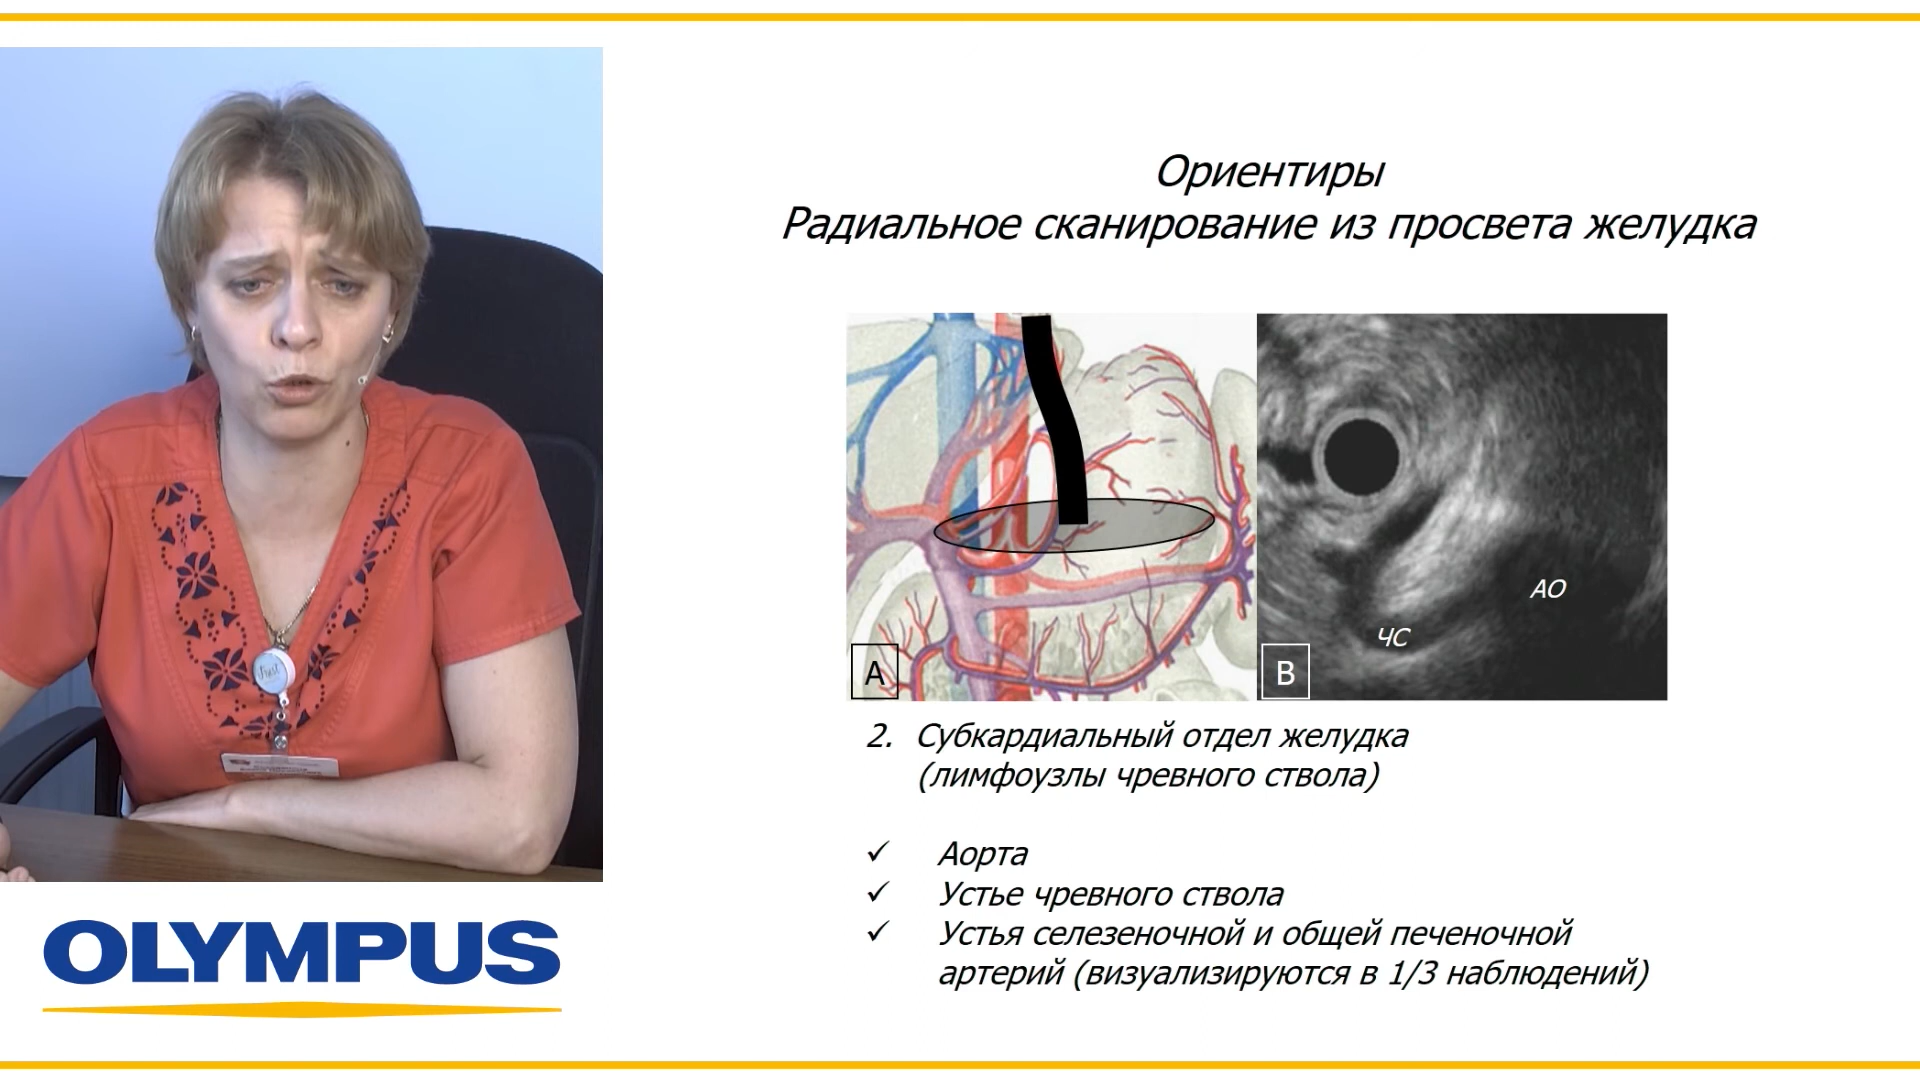 Ориентиры
Радиальное сканирование из просвета желудка
АО
ЧС
A
B
2. Субкардиальный отдел желудка
(лимфоузлы чревного ствола)
✓ Аорта
✓ Устье чревного ствола
✓ Устья селезеночной и общей печеночной
артерий (визуализируются в 1/3 наблюдений)
OLYMPUS